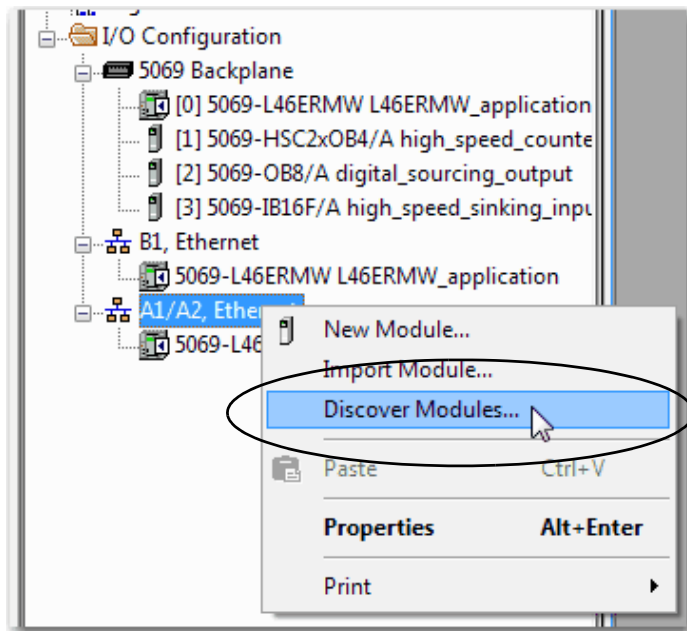 I/O Configuration
5069 Backplane
[0] 5069-L46ERMW L46ERMW_application
[1] 5069-HSC2xOB4/A high_speed_counte
[2] 5069-OB8/A digital_sourcing_output
[3] 5069-IB16F/A high_speed_sinking_inpu
B1, Ethernet
5069-L46ERMW L46ERMW_application
A1/A2, Ethe
5069-L46
New Module...
Import Module...
Discover Modules...
Paste Ctrl+V
Properties Alt+Enter
Print